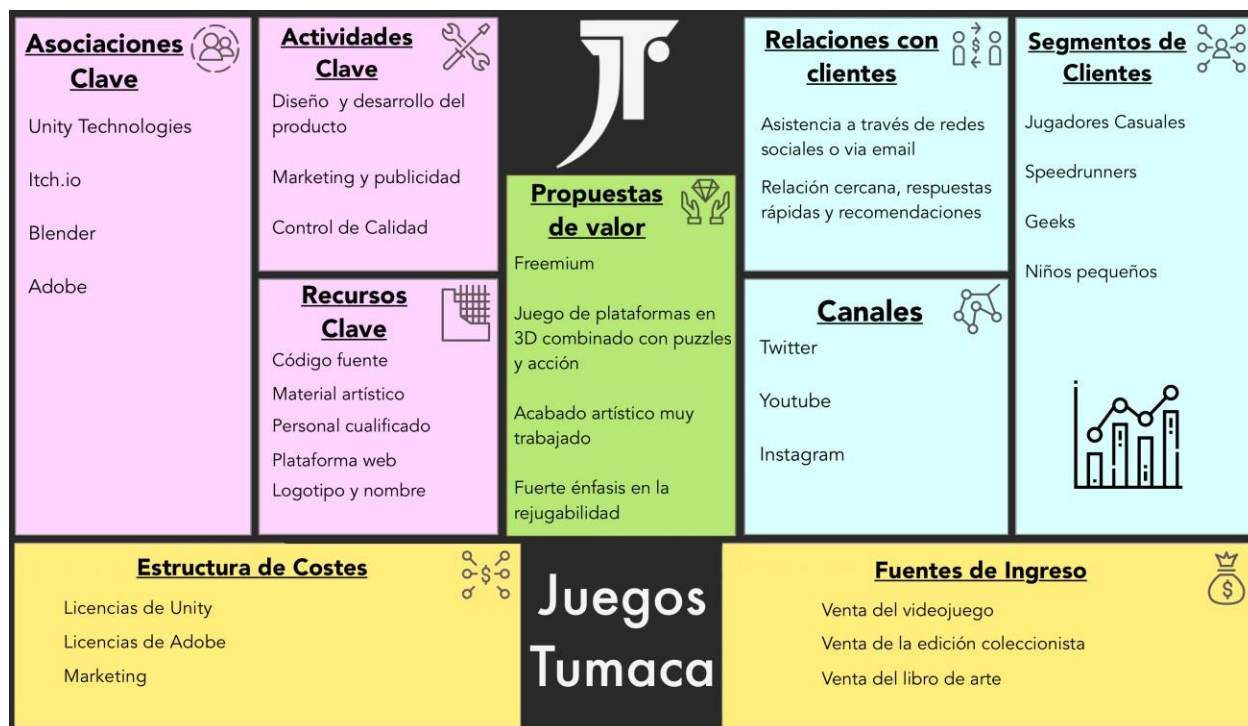 Asociaciones
Clave
Unity Technologies
Itch.io
Blender
Adobe
Actividades
Clave
Diseño y desarrollo del
producto
Marketing y publicidad
Control de Calidad
Recursos
Clave
Código fuente
Material artístico
Personal cualificado
Plataforma web
Logotipo y nombre
JT
Propuestas
de valor
Freemium
Juego de plataformas en
3D combinado con puzzles
y acción
Acabado artístico muy
trabajado
Fuerte énfasis en la
rejugabilidad
Relaciones con
clientes
Asistencia a través de redes
sociales o via email
Relación cercana, respuestas
rápidas y recomendaciones
Canales
Twitter
Youtube
Instagram
Segmentos de
Clientes
Jugadores Casuales
Speedrunners
Geeks
Niños pequeños
Estructura de Costes
Licencias de Unity
Licencias de Adobe
Marketing
Juegos
Tumaca
Fuentes de Ingreso
Venta del videojuego
Venta de la edición coleccionista
Venta del libro de arte